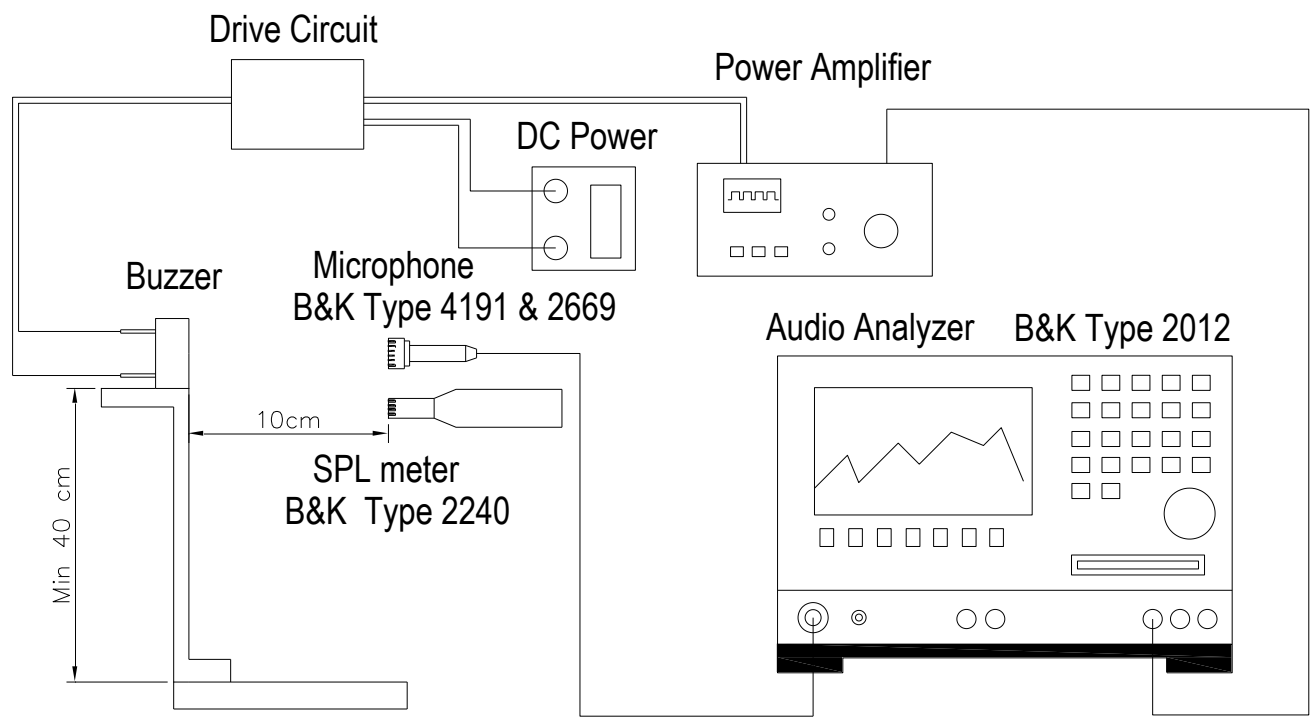 Drive Circuit
Power Amplifier
DC Power
Buzzer
Microphone
B&K Type 4191 & 2669
Audio Analyzer
B&K Type 2012
10cm
SPL meter
B&K Type 2240
Min 40 cm